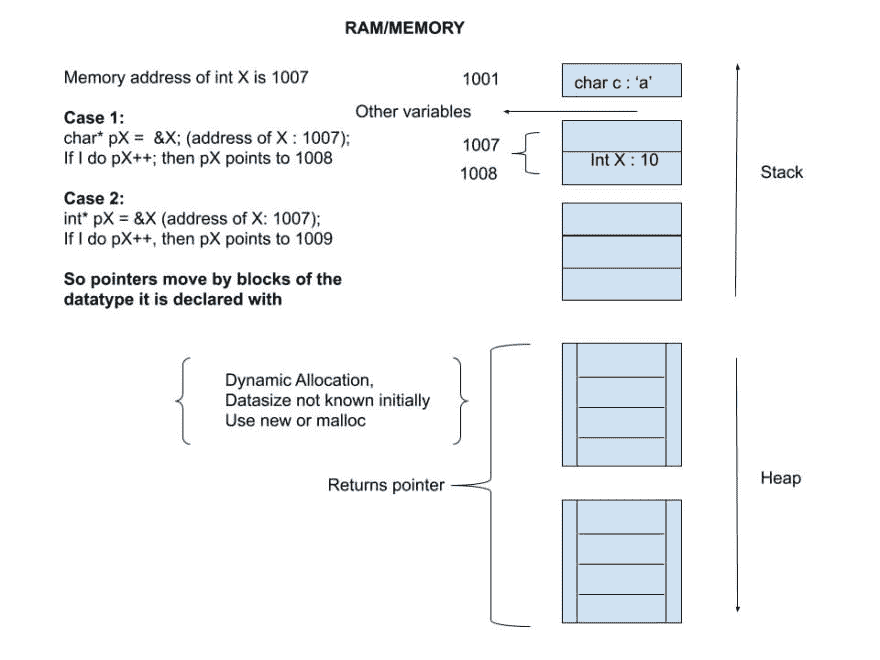 RAM/MEMORY
Memory address of int X is 1007
1001
char c : ‘a’
Other variables
Case 1:
char* pX =  &X; (address of X : 1007);
If I do pX++; then pX points to 1008
1007
1008
Int X : 10
Stack
Case 2:
int* pX = &X (address of X: 1007);
If I do pX++, then pX points to 1009
So pointers move by blocks of the
datatype it is declared with
Dynamic Allocation,
Datasize not known initially
Use new or malloc
Returns pointer
Heap